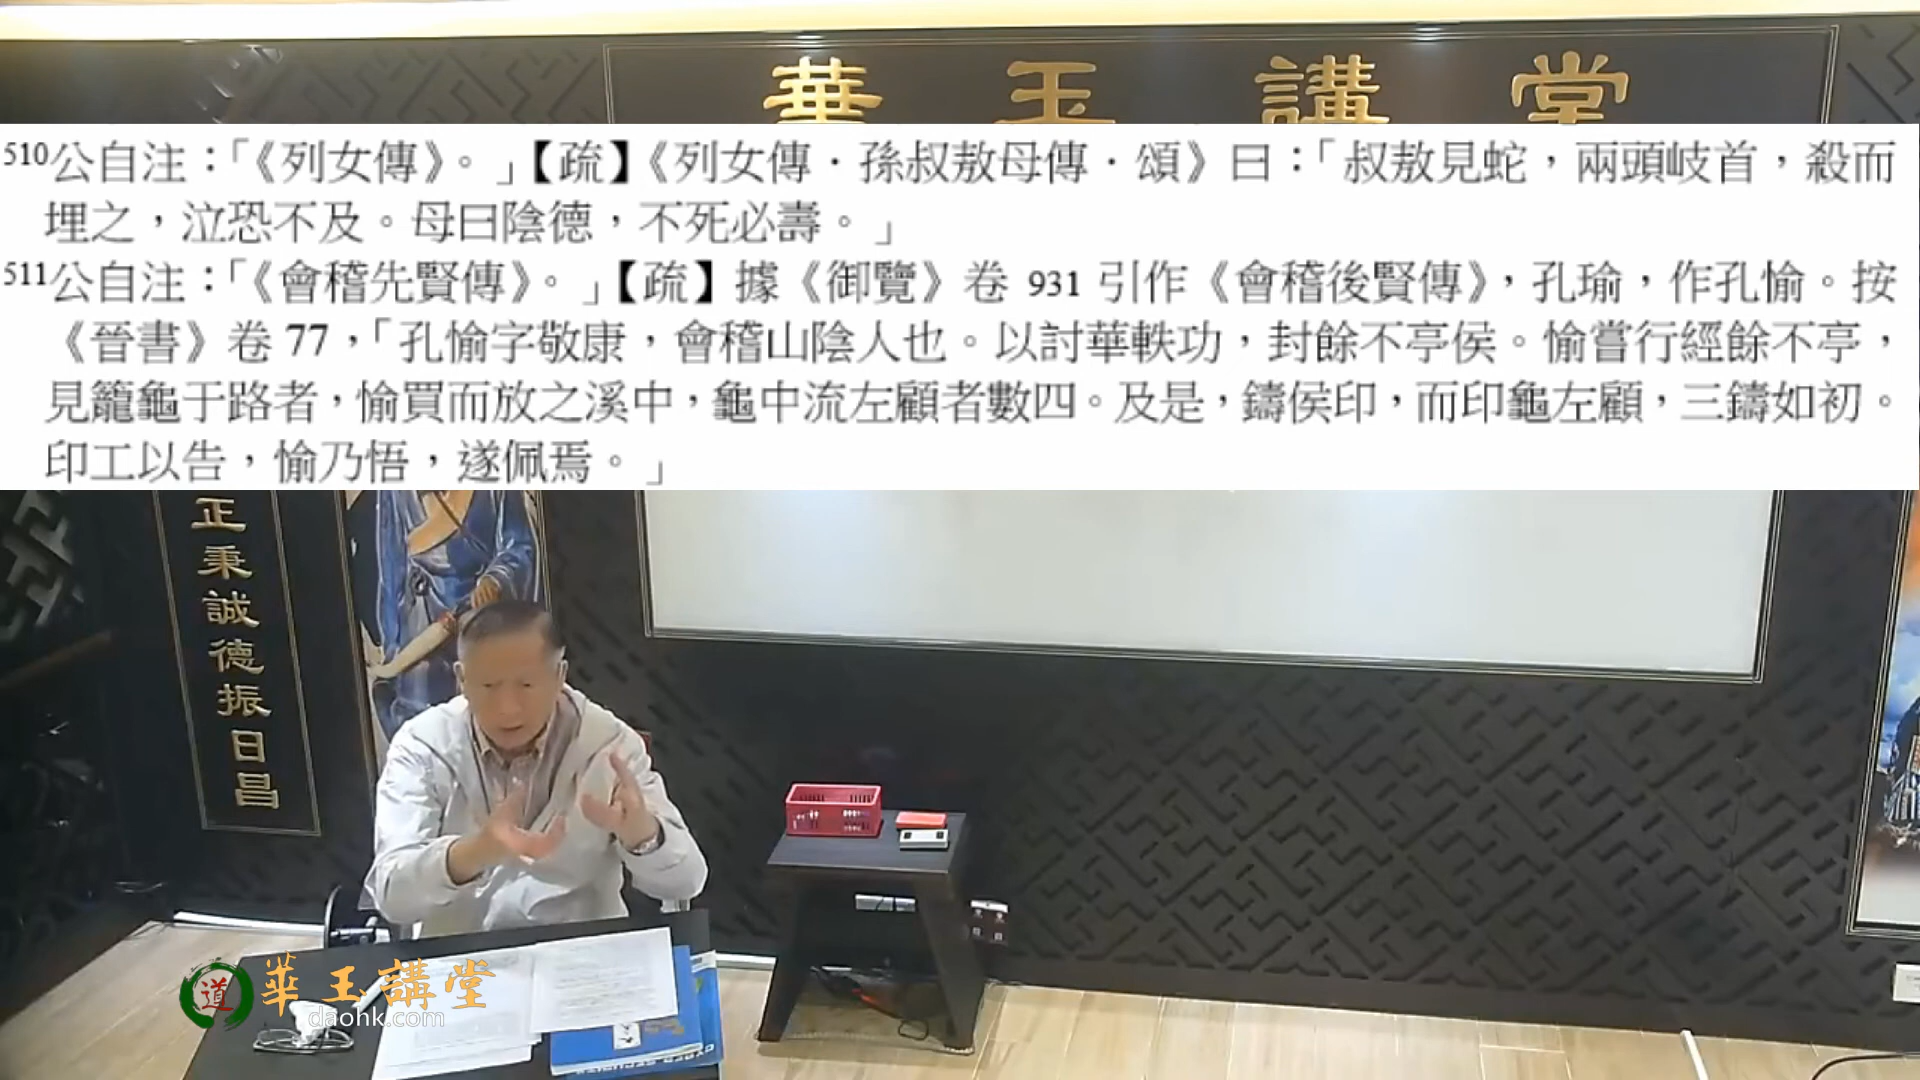 華玉講堂
510公自注:「《列女傳》。」【疏】《列女傳.孫叔敖母傳.頌》曰:「叔敖見蛇,兩頭岐首,殺而
埋之,泣恐不及。母曰陰德,不死必壽。」
511公自注:「《會稽先賢傳》。」【疏】據《御覽》卷 931 引作《會稽後賢傳》,孔瑜,作孔愉。按
《晉書》卷 77,「孔愉字敬康,會稽山陰人也。以討華軼功,封餘不亭侯。愉嘗行經餘不亭,
見籠龜于路者,愉買而放之溪中,龜中流左顧者數四。及是,鑄侯印,而印龜左顧,三鑄如初。
印工以告,愉乃悟,遂佩焉。」
正秉誠德振日昌
道 華玉講堂
daohk.com